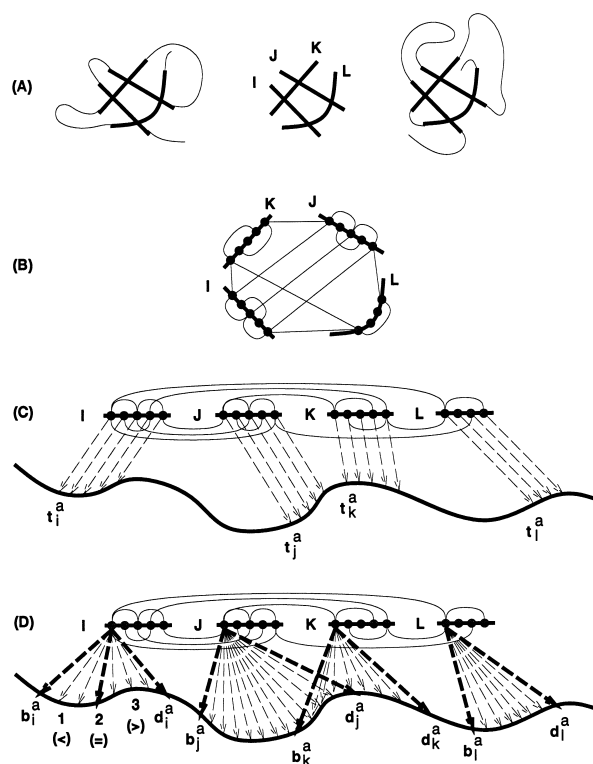 (A)
I J K L
(B)
K J
I L
(C) I J K L
t_i^a t_j^a t_k^a t_l^a
(D) I J K L
b_i^a 1 2 3 d_i^a b_j^a b_k^a d_j^a d_k^a b_l^a d_l^a
(<) (=) (>)